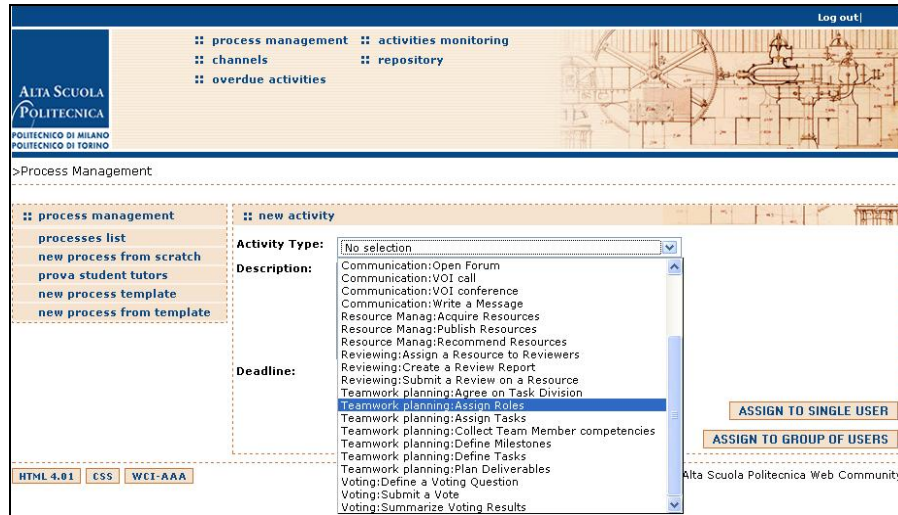 Log out|
:: process management :: activities monitoring
:: channels :: repository
:: overdue activities
ALTA SCUOLA
POLITECNICA
POLITECNICO DI MILANO
POLITECNICO DI TORINO
>Process Management
:: process management
processes list
new process from scratch
prova student tutors
new process template
new process from template
:: new activity
Activity Type: No selection
Description:
Communication:Open Forum
Communication:VOI call
Communication:VOI conference
Communication:Write a Message
Resource Manag:Acquire Resources
Resource Manag:Publish Resources
Resource Manag:Recommend Resources
Reviewing:Assign a Resource to Reviewers
Reviewing:Create a Review Report
Deadline:
Reviewing:Submit a Review on a Resource
Teamwork planning:Agree on Task Division
Teamwork planning:Assign Roles
Teamwork planning:Assign Tasks
Teamwork planning:Collect Team Member competencies
Teamwork planning:Define Milestones
Teamwork planning:Define Tasks
Teamwork planning:Plan Deliverables
Voting:Define a Voting Question
Voting:Submit a Vote
Voting:Summarize Voting Results
ASSIGN TO SINGLE USER
ASSIGN TO GROUP OF USERS
HTML 4.01 CSS WCI-AAA
Alta Scuola Politecnica Web Community